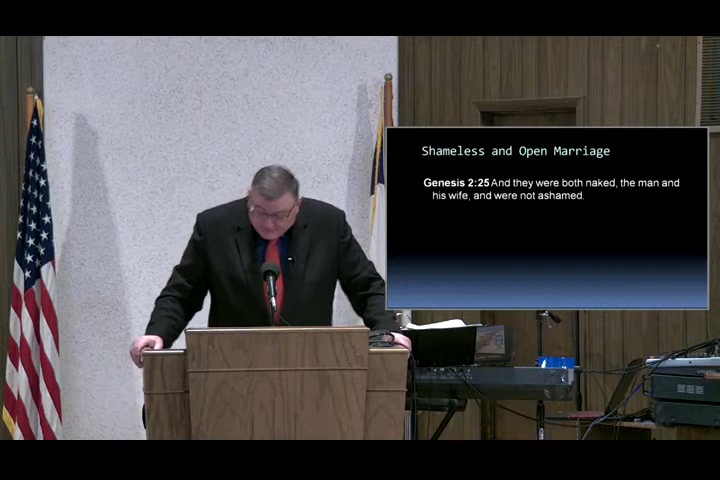 Shameless and Open Marriage
Genesis 2:25 And they were both naked, the man and
his wife, and were not ashamed.